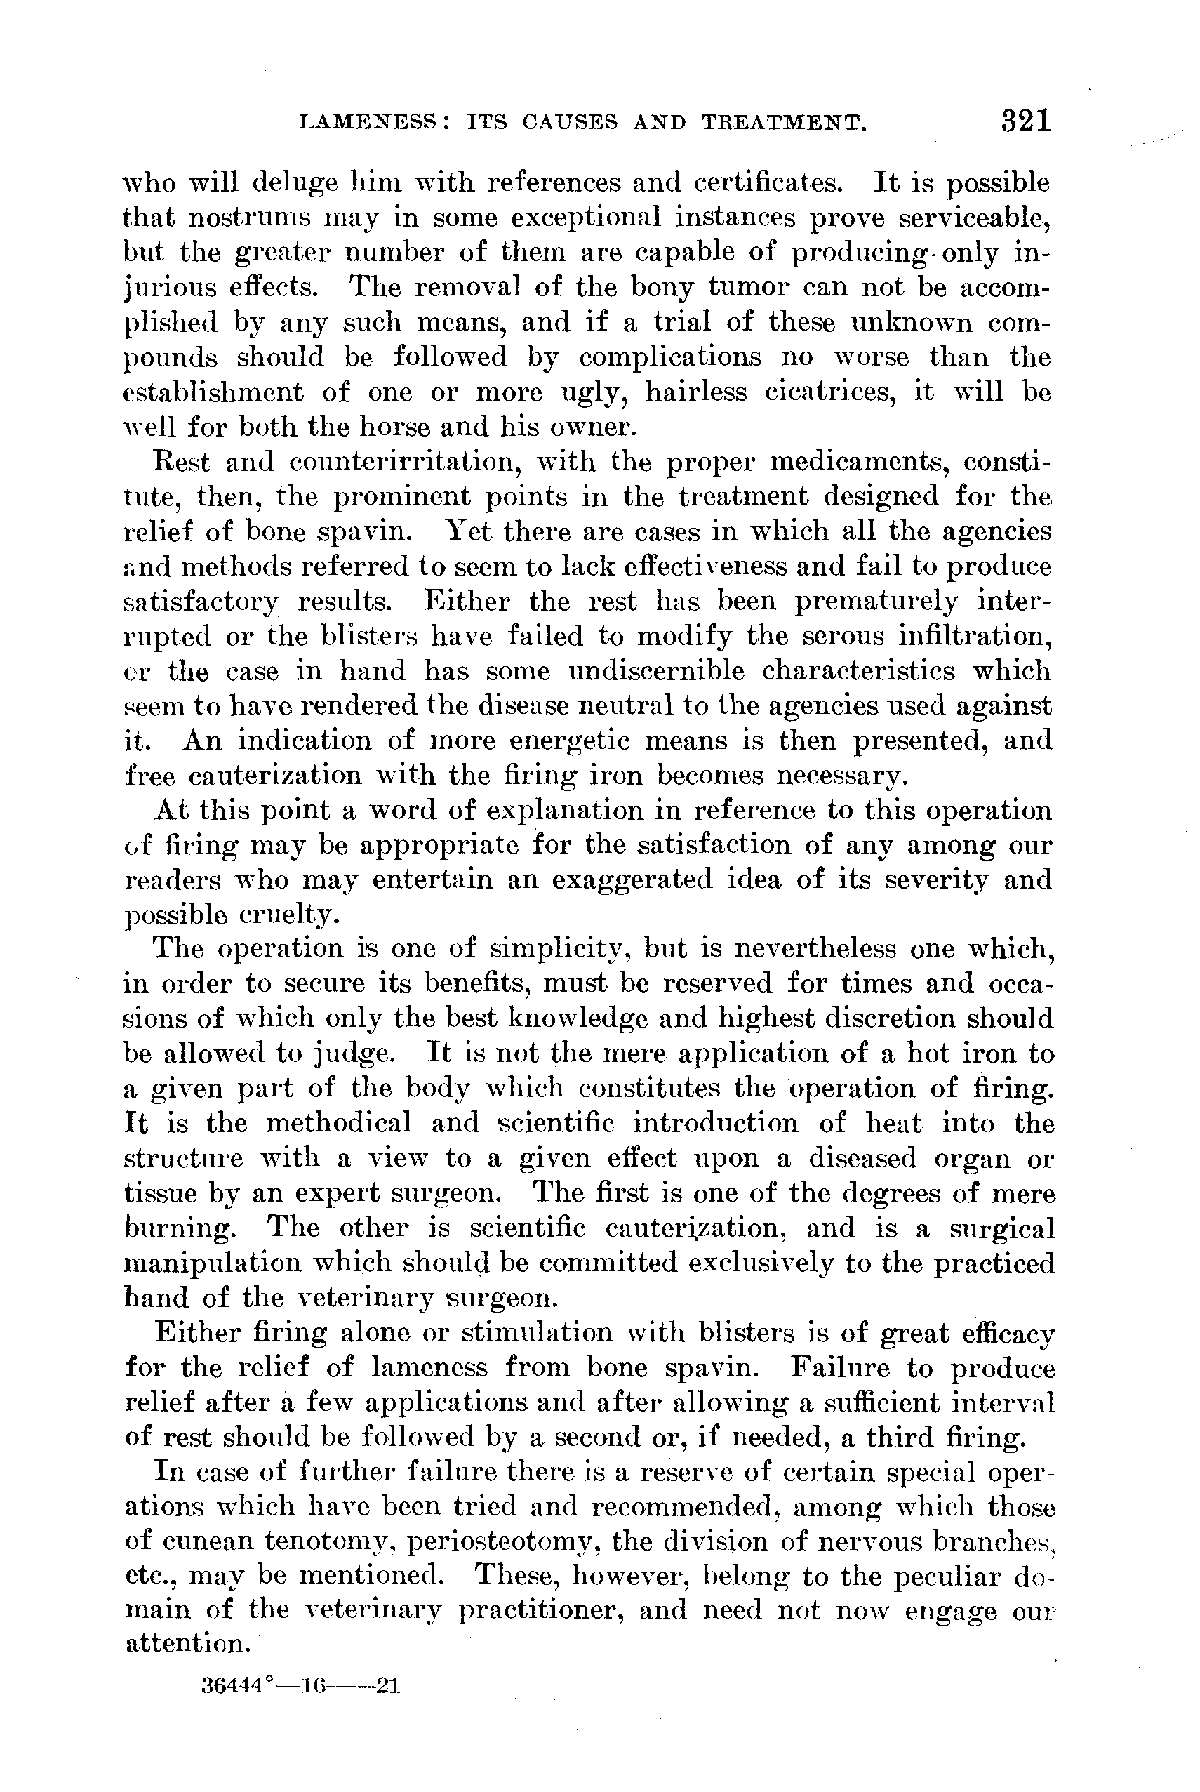 LAMENESS: ITS CAUSES AND TREATMENT. 321
who will deluge him with references and certificates. It is possible
that nostrums may in some exceptional instances prove serviceable,
but the greater number of them are capable of producing only in-
jurious effects. The removal of the bony tumor can not be accom-
plished by any such means, and if a trial of these unknown com-
pounds should be followed by complications no worse than the
establishment of one or more ugly, hairless cicatrices, it will be
well for both the horse and his owner.
Rest and counterirritation, with the proper medicaments, consti-
tute, then, the prominent points in the treatment designed for the
relief of bone spavin. Yet there are cases in which all the agencies
and methods referred to seem to lack effectiveness and fail to produce
satisfactory results. Either the rest has been prematurely inter-
rupted or the blisters have failed to modify the serous infiltration,
or the case in hand has some undiscernible characteristics which
seem to have rendered the disease neutral to the agencies used against
it. An indication of more energetic means is then presented, and
free cauterization with the firing iron becomes necessary.
At this point a word of explanation in reference to this operation
of firing may be appropriate for the satisfaction of any among our
readers who may entertain an exaggerated idea of its severity and
possible cruelty.
The operation is one of simplicity, but is nevertheless one which,
in order to secure its benefits, must be reserved for times and occa-
sions of which only the best knowledge and highest discretion should
be allowed to judge. It is not the mere application of a hot iron to
a given part of the body which constitutes the operation of firing.
It is the methodical and scientific introduction of heat into the
structure with a view to a given effect upon a diseased organ or
tissue by an expert surgeon. The first is one of the degrees of mere
burning. The other is scientific cauterization, and is a surgical
manipulation which should be committed exclusively to the practiced
hand of the veterinary surgeon.
Either firing alone or stimulation with blisters is of great efficacy
for the relief of lameness from bone spavin. Failure to produce
relief after a few applications and after allowing a sufficient interval
of rest should be followed by a second or, if needed, a third firing.
In case of further failure there is a reserve of certain special oper-
ations which have been tried and recommended, among which those
of cunean tenotomy, periosteotomy, the division of nervous branches,
etc., may be mentioned. These, however, belong to the peculiar do-
main of the veterinary practitioner, and need not now engage our
attention.
36444°—16——21